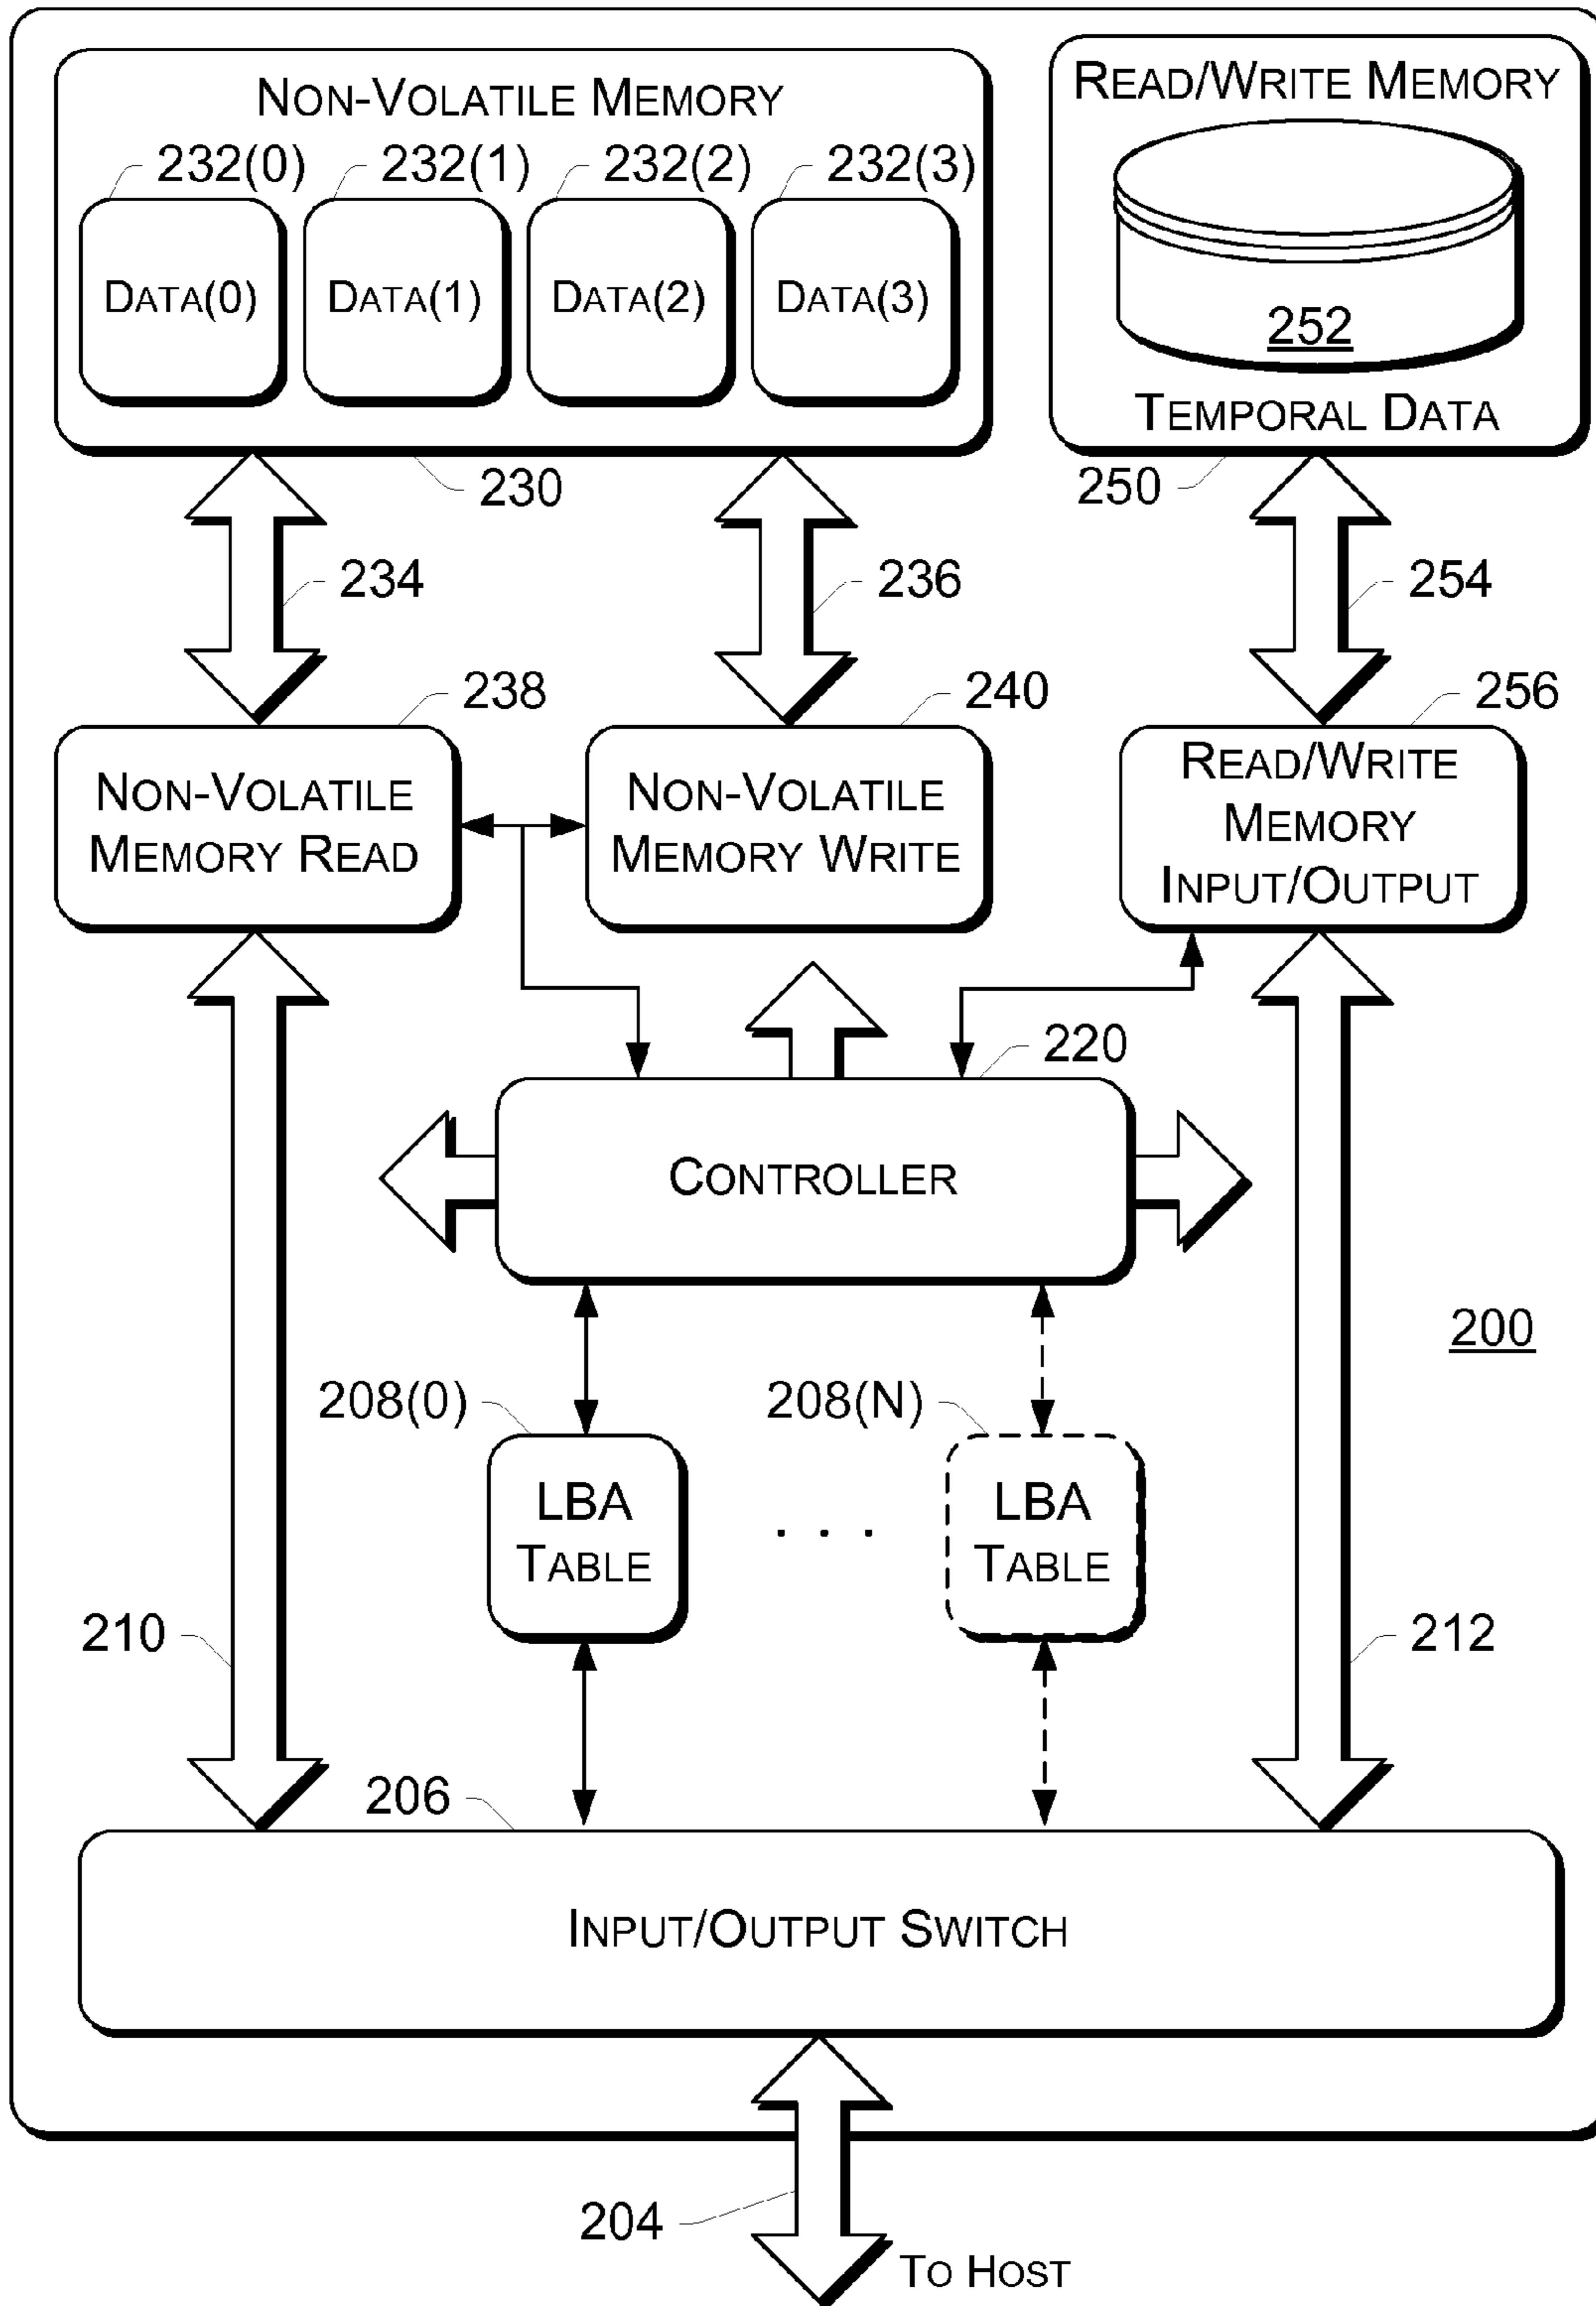 NON-VOLATILE MEMORY
READ/WRITE MEMORY
232(0) 232(1) 232(2) 232(3)
DATA(0) DATA(1) DATA(2) DATA(3)
252
TEMPORAL DATA
230
250
234
236
254
238
240
256
NON-VOLATILE
MEMORY READ
NON-VOLATILE
MEMORY WRITE
READ/WRITE
MEMORY
INPUT/OUTPUT
220
CONTROLLER
200
208(0)
208(N)
LBA
TABLE
. . .
LBA
TABLE
210
212
206
INPUT/OUTPUT SWITCH
204
TO HOST